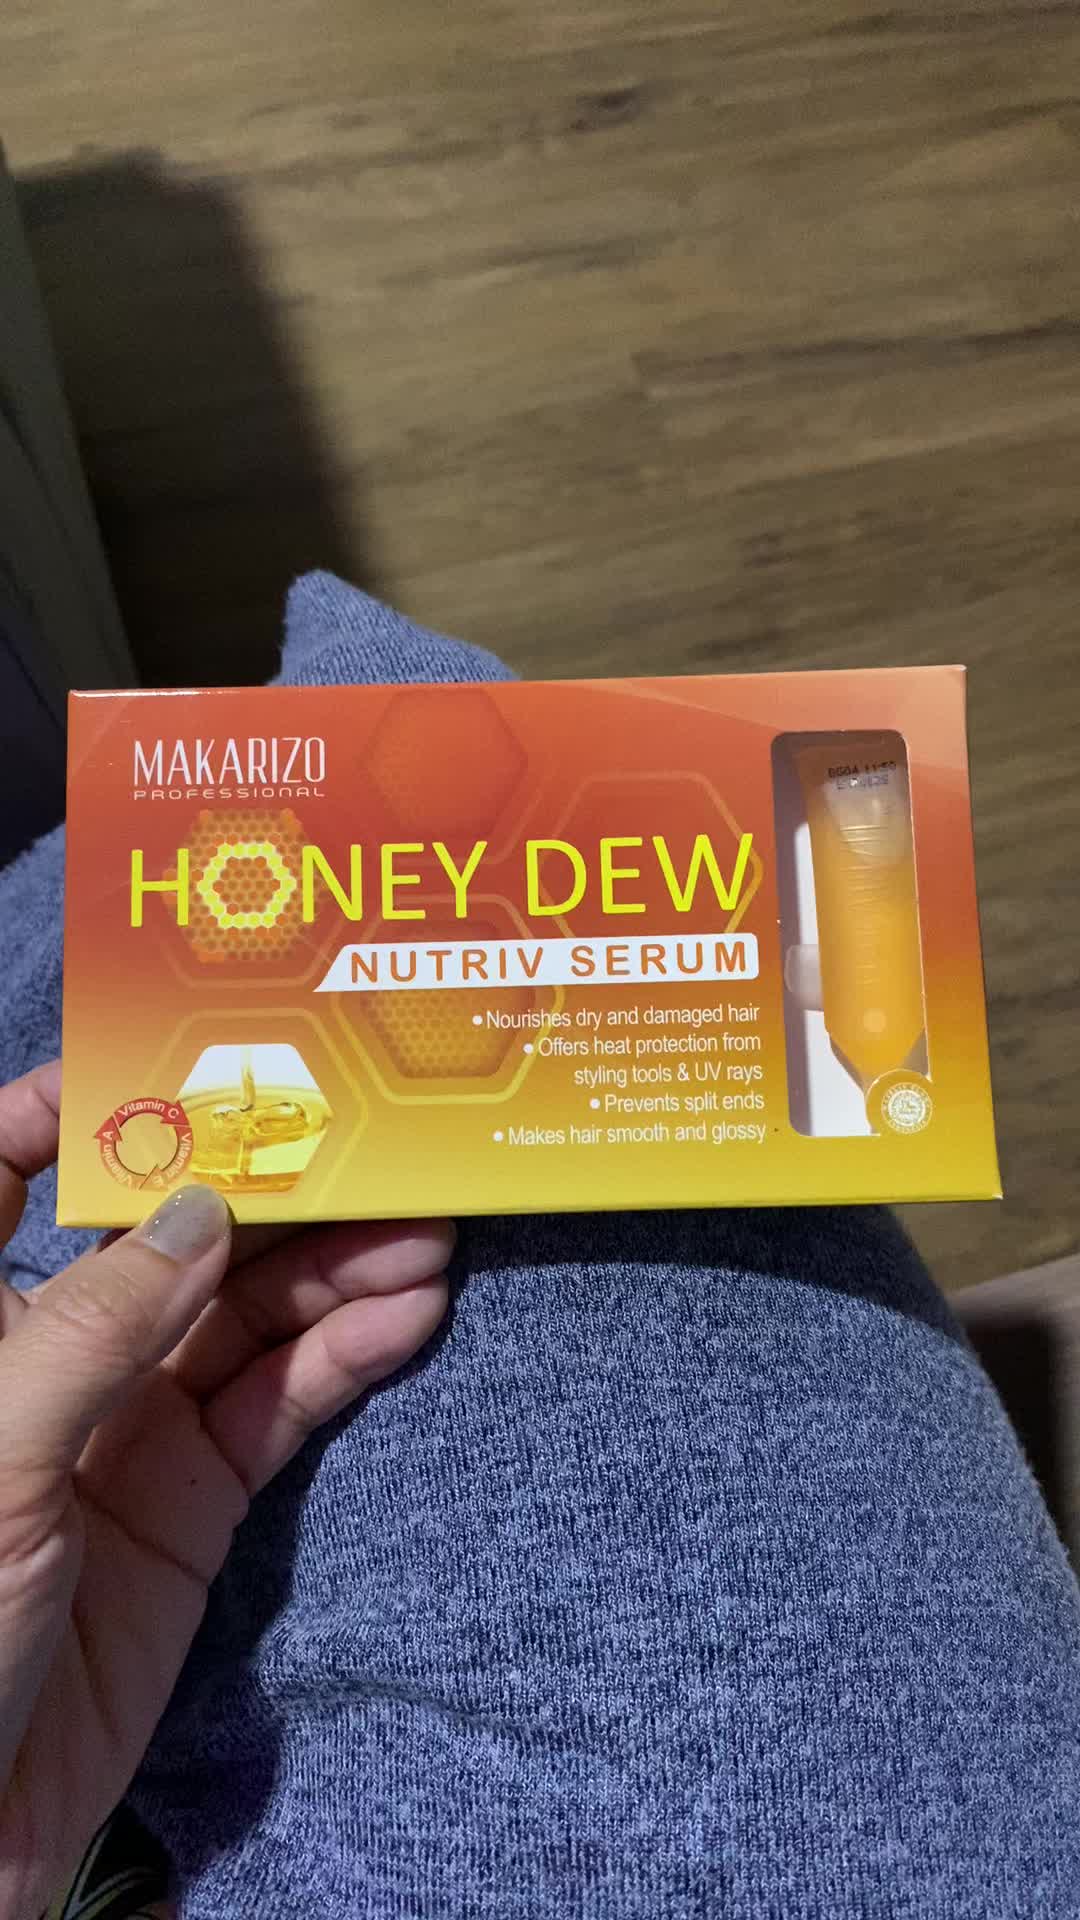 MAKARIZO
PROFESSIONAL
HONEY DEW
NUTRIV SERUM
• Nourishes dry and damaged hair
• Offers heat protection from
styling tools & UV rays
• Prevents split ends
• Makes hair smooth and glossy
Vitamin C
Vitamin A
Vitamin E